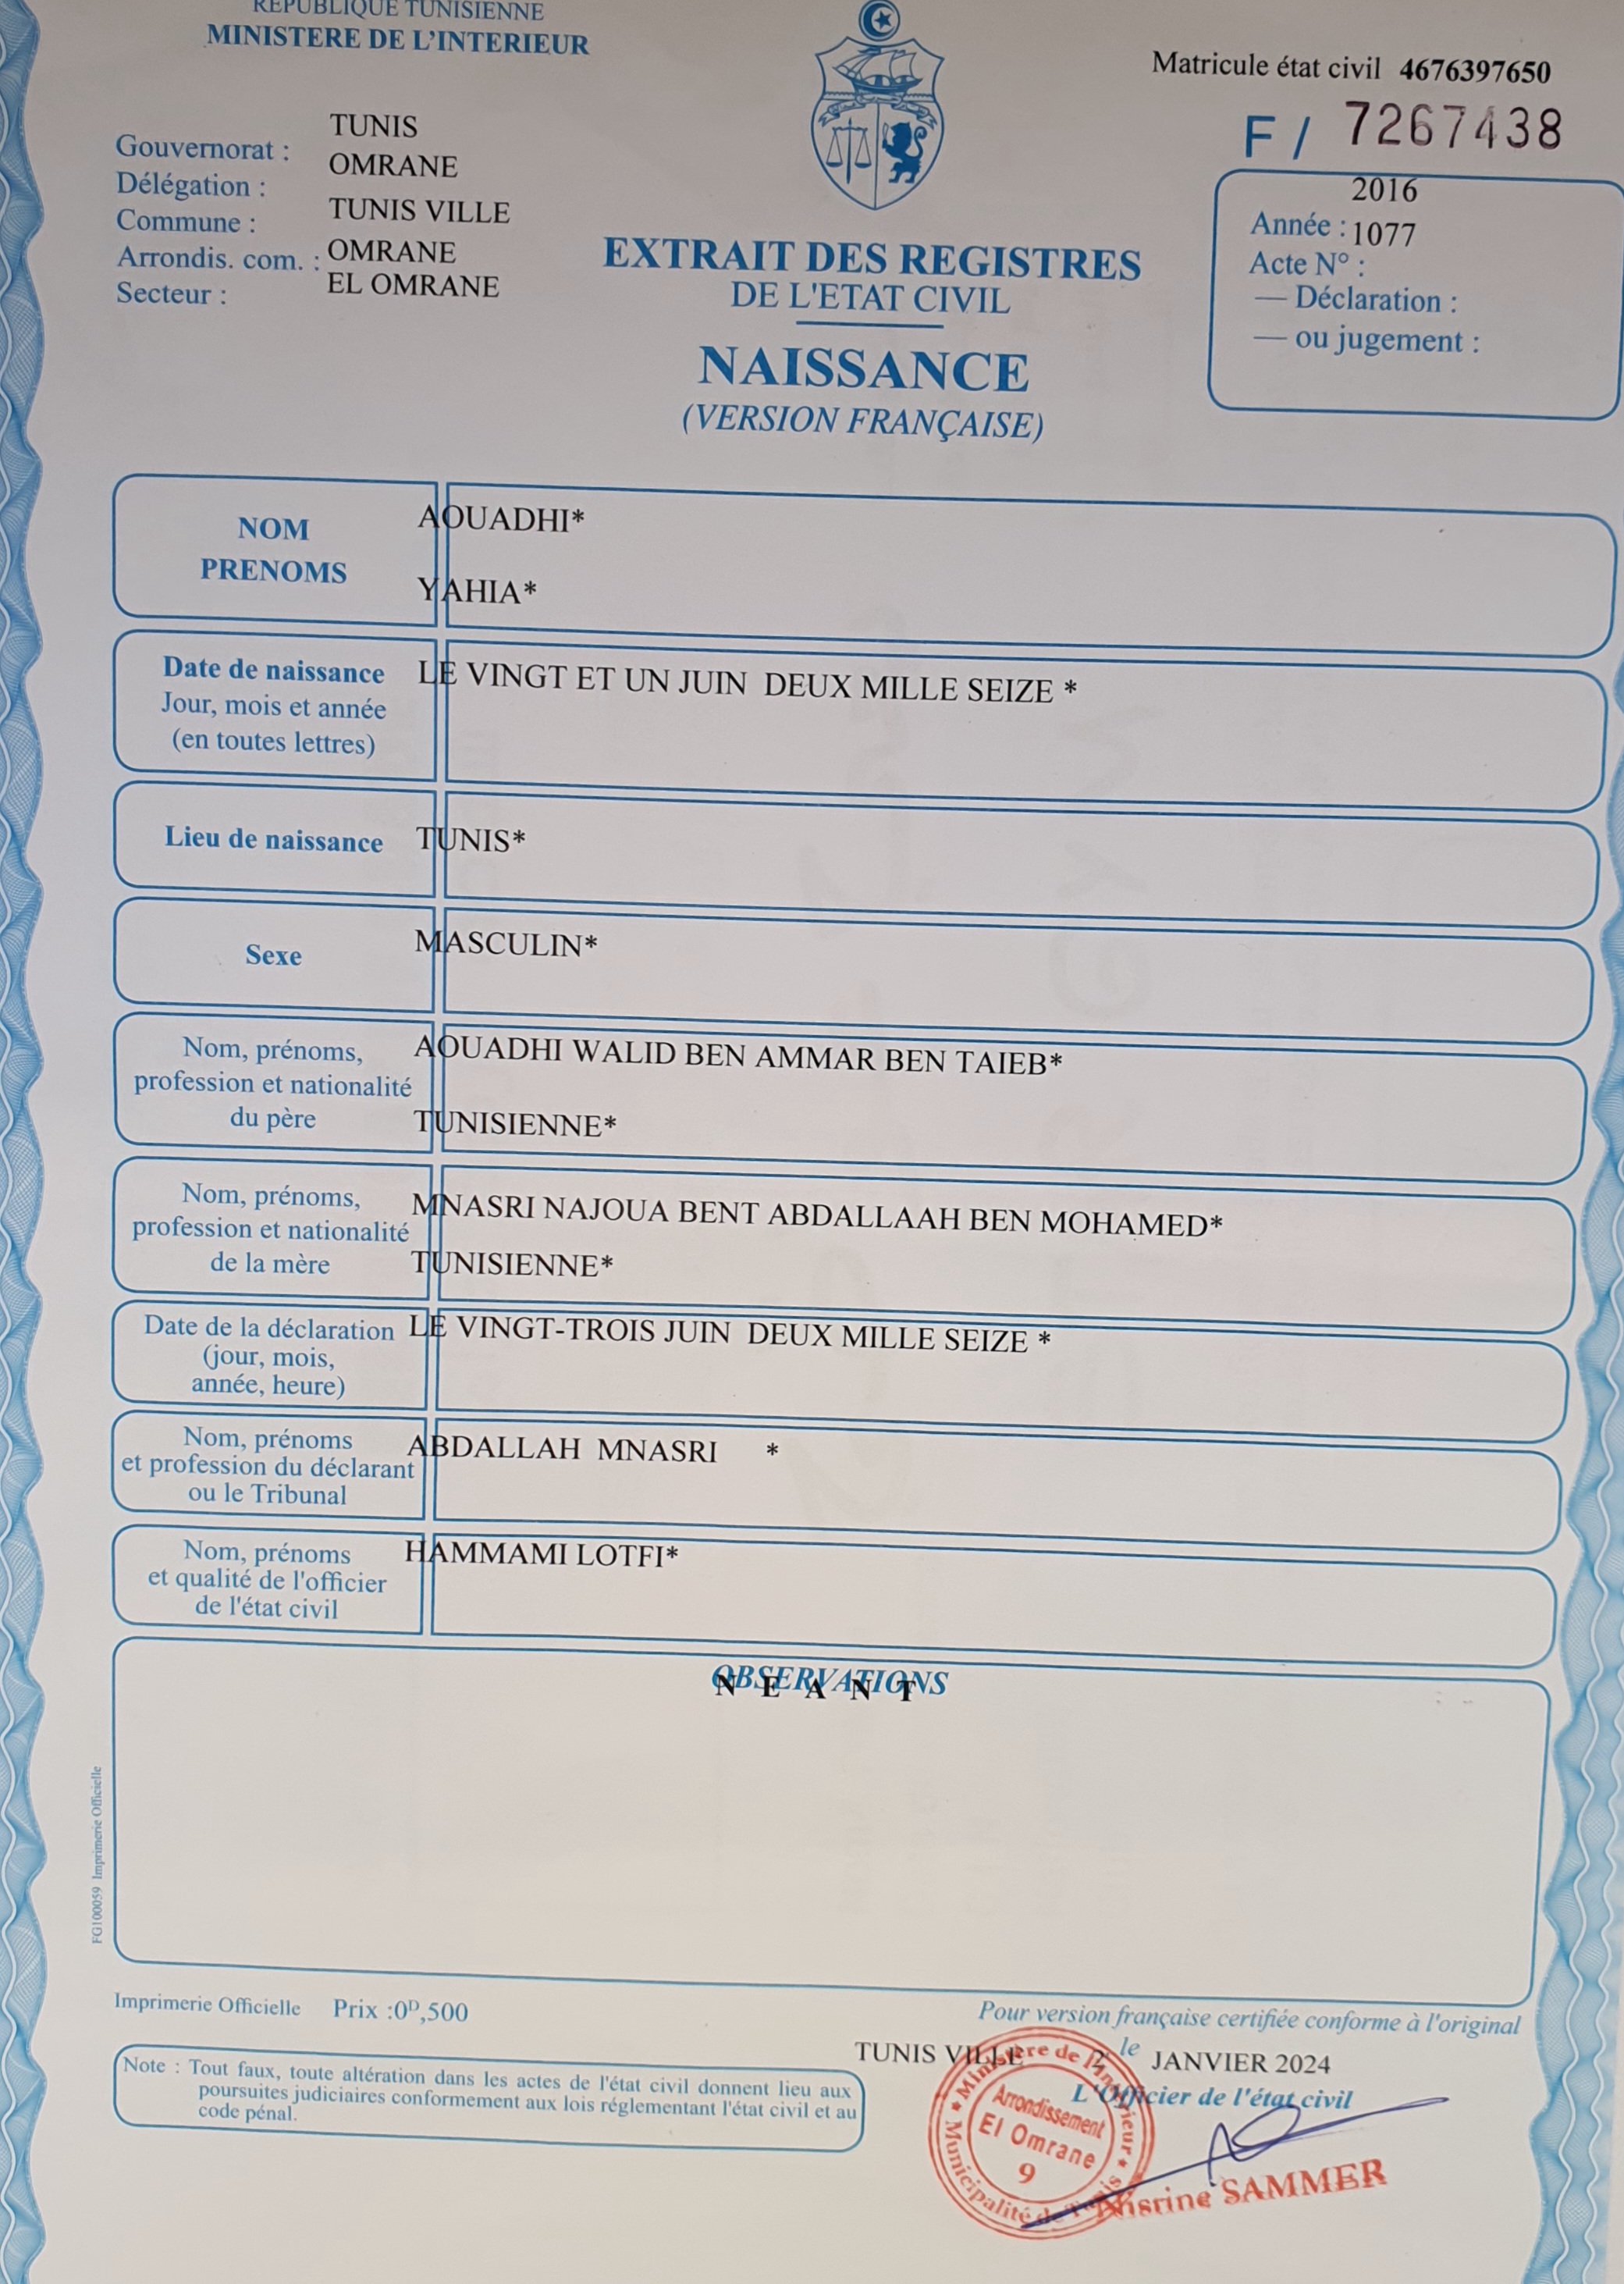 REPUBLIQUE TUNISIENNE
MINISTERE DE L'INTERIEUR
Gouvernorat : TUNIS
Délégation : OMRANE
Commune : TUNIS VILLE
Arrondis. com. : OMRANE
Secteur : EL OMRANE
Matricule état civil 4676397650
F / 7267438
2016
Année : 1077
Acte N° :
— Déclaration :
— ou jugement :
EXTRAIT DES REGISTRES
DE L'ETAT CIVIL
NAISSANCE
(VERSION FRANÇAISE)
NOM AOUADHI*
PRENOMS YAHIA*
Date de naissance LE VINGT ET UN JUIN DEUX MILLE SEIZE *
Jour, mois et année
(en toutes lettres)
Lieu de naissance TUNIS*
Sexe MASCULIN*
Nom, prénoms, AOUADHI WALID BEN AMMAR BEN TAIEB*
profession et nationalité
du père TUNISIENNE*
Nom, prénoms, MNASRI NAJOUA BENT ABDALLAAH BEN MOHAMED*
profession et nationalité
de la mère TUNISIENNE*
Date de la déclaration LE VINGT-TROIS JUIN DEUX MILLE SEIZE *
(jour, mois,
année, heure)
Nom, prénoms ABDALLAH MNASRI *
et profession du déclarant
ou le Tribunal
Nom, prénoms HAMMAMI LOTFI*
et qualité de l'officier
de l'état civil
OBSERVATIONS
N E A N T
FG100059 Imprimerie Officielle
Imprimerie Officielle Prix :0ᴰ,500
Note : Tout faux, toute altération dans les actes de l'état civil donnent lieu aux
poursuites judiciaires conformement aux lois réglementant l'état civil et au
code pénal.
Pour version française certifiée conforme à l'original
TUNIS VILLE le 2 JANVIER 2024
L'Officier de l'état civil
Ministère de l'Intérieur
Municipalité de Tunis
Arrondissement
El Omrane
9
Nisrine SAMMER